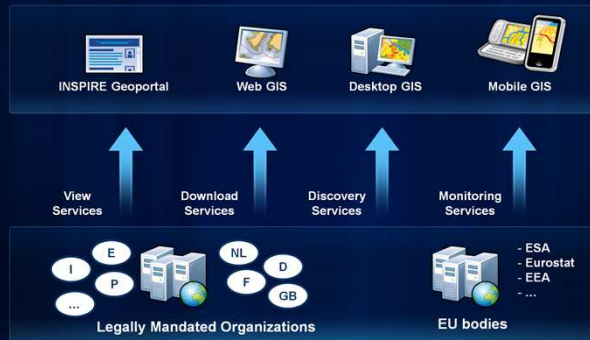 INSPIRE Geoportal
Web GIS
Desktop GIS
Mobile GIS
View
Services
Download
Services
Discovery
Services
Monitoring
Services
I
E
P
...
NL
D
F
GB
Legally Mandated Organizations
- ESA
- Eurostat
- EEA
- ...
EU bodies